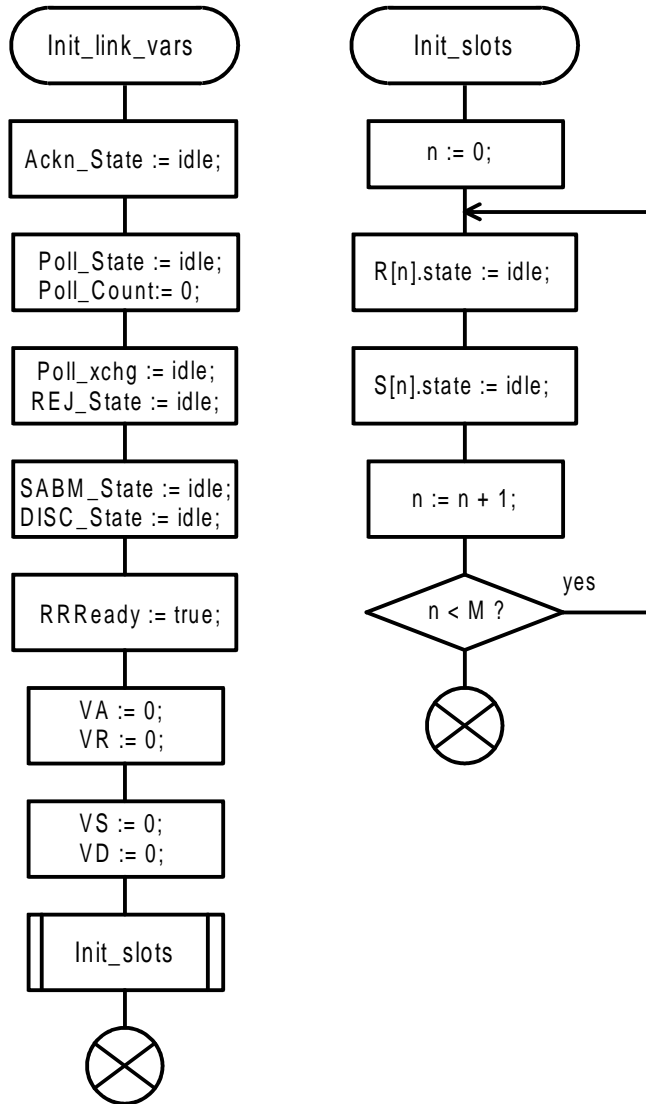 Init_link_vars
Ackn_State := idle;
Poll_State := idle;
Poll_Count:= 0;
Poll_xchg := idle;
REJ_State := idle;
SABM_State := idle;
DISC_State := idle;
RRReady := true;
VA := 0;
VR := 0;
VS := 0;
VD := 0;
Init_slots
Init_slots
n := 0;
R[n].state := idle;
S[n].state := idle;
n := n + 1;
n < M ?
yes